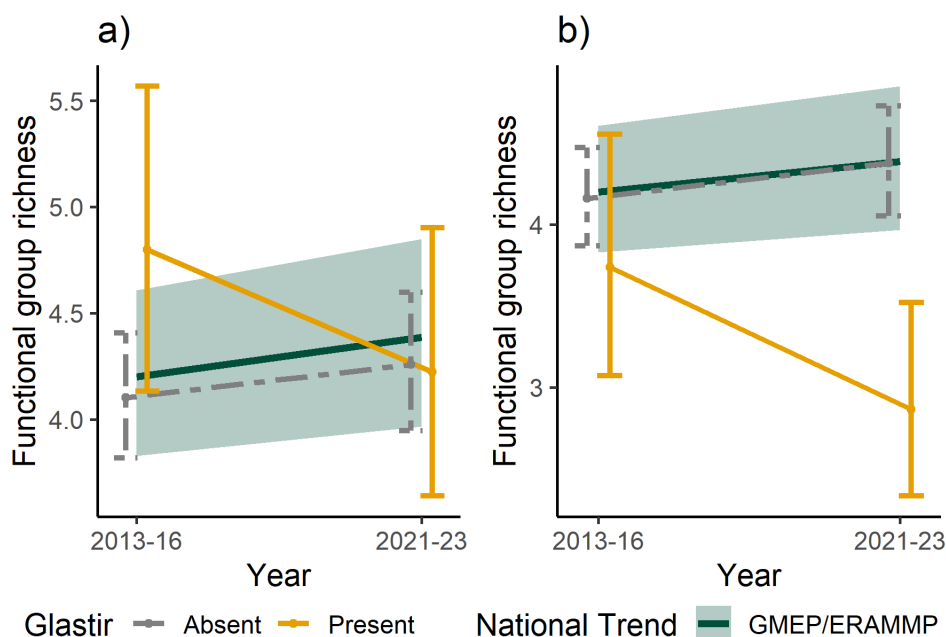 a)
Functional group richness
5.5
5.0
4.5
4.0
2013-16
2021-23
Year
b)
Functional group richness
4
3
2013-16
2021-23
Year
Glastir
Absent
Present
National Trend
GMEP/ERAMMP